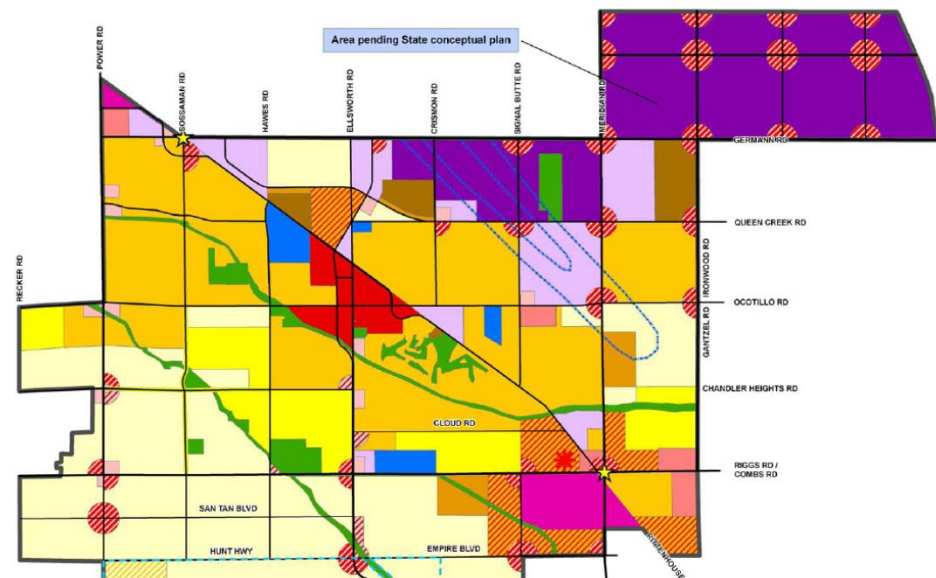 Area pending State conceptual plan
POWER RD
SOSSAMAN RD
HAWES RD
ELLSWORTH RD
CRISMON RD
SIGNAL BUTTE RD
MERIDIAN RD
GERMANN RD
QUEEN CREEK RD
RECKER RD
IRONWOOD RD
OCOTILLO RD
GANTZEL RD
CHANDLER HEIGHTS RD
CLOUD RD
RIGGS RD /
COMBS RD
SAN TAN BLVD
HUNT HWY
EMPIRE BLVD